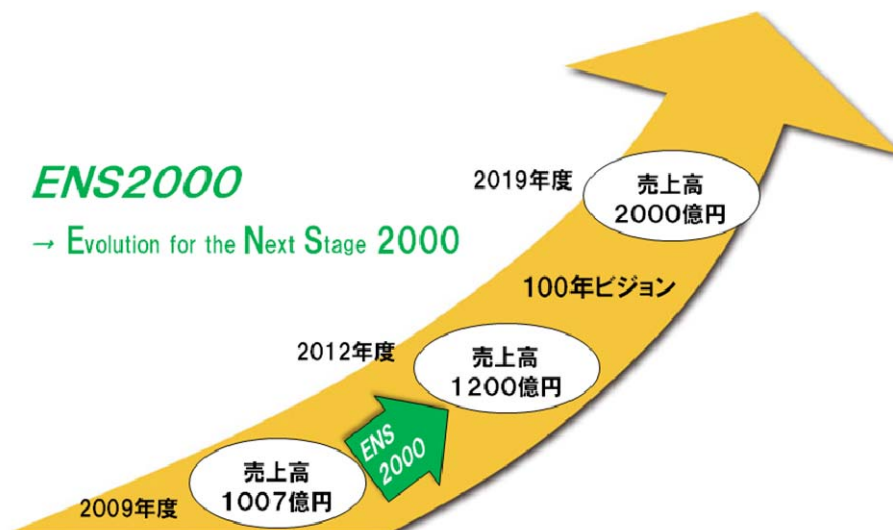 ENS2000
→ Evolution for the Next Stage 2000
2019年度
売上高
2000億円
100年ビジョン
2012年度
売上高
1200億円
ENS
2000
2009年度
売上高
1007億円